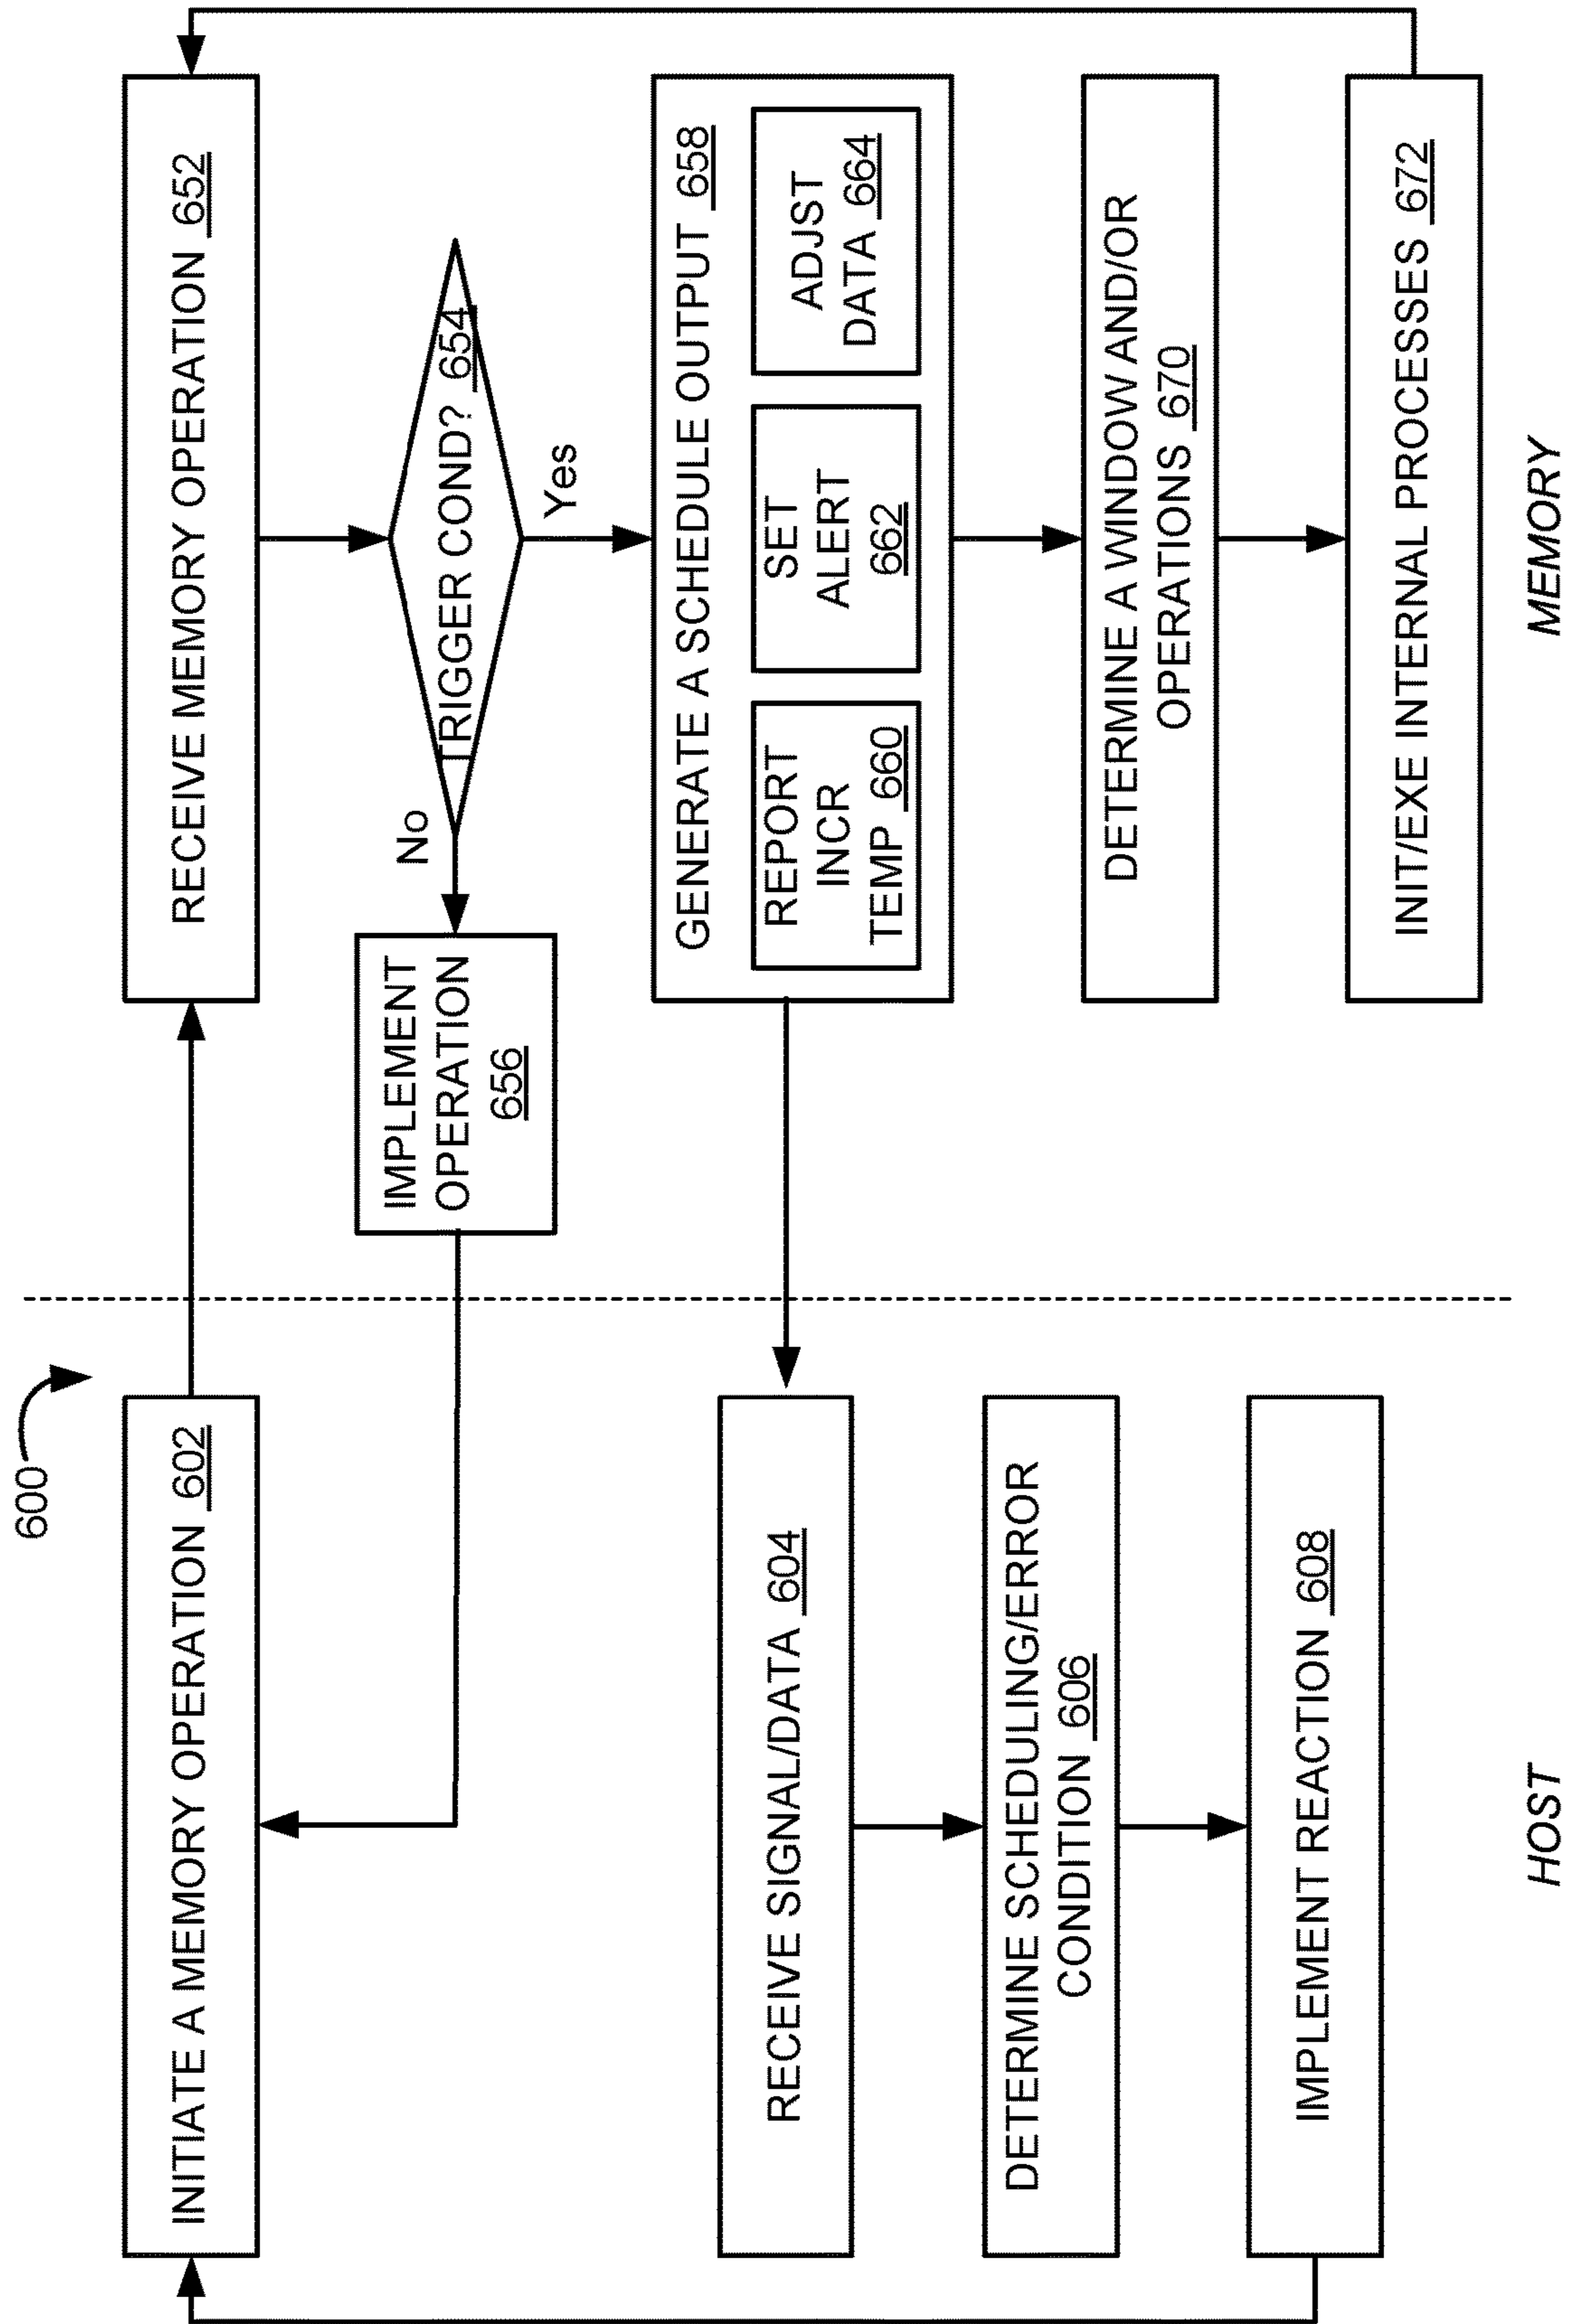 600
INITIATE A MEMORY OPERATION 602
RECEIVE MEMORY OPERATION 652
TRIGGER COND? 654
No
Yes
IMPLEMENT
OPERATION
656
GENERATE A SCHEDULE OUTPUT 658
REPORT
INCR
TEMP 660
SET
ALERT
662
ADJST
DATA 664
RECEIVE SIGNAL/DATA 604
DETERMINE SCHEDULING/ERROR
CONDITION 606
DETERMINE A WINDOW AND/OR
OPERATIONS 670
IMPLEMENT REACTION 608
INIT/EXE INTERNAL PROCESSES 672
HOST
MEMORY